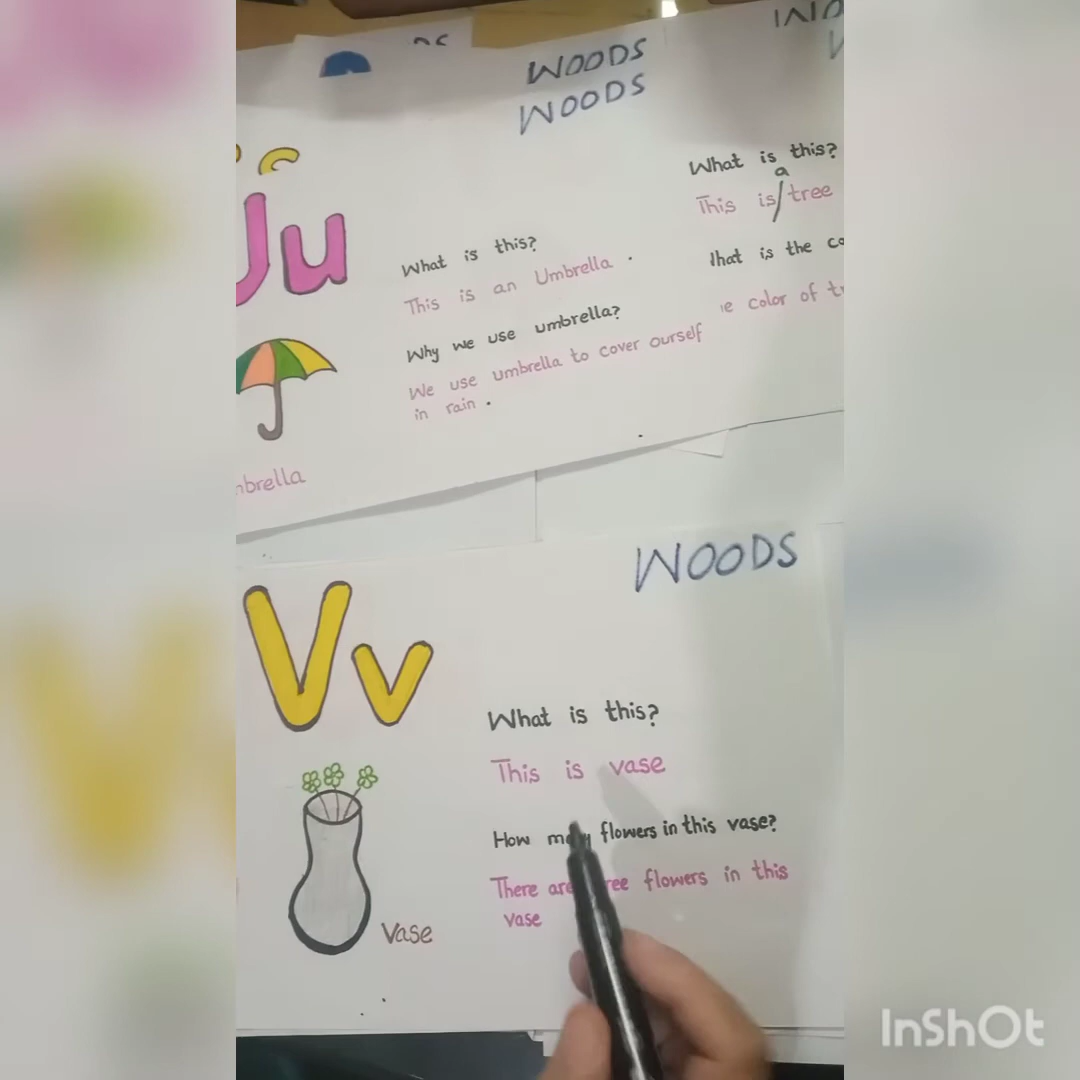 WOODS
WOODS
Uu
What is this?
This is an Umbrella .
Why we use umbrella?
We use umbrella to cover ourself
in rain .
What is this?
a
This is/tree
is the
color of
WOODS
Vv
What is this?
This is vase
How flowers in this vase?
There are flowers in this
vase
Vase
InShOt